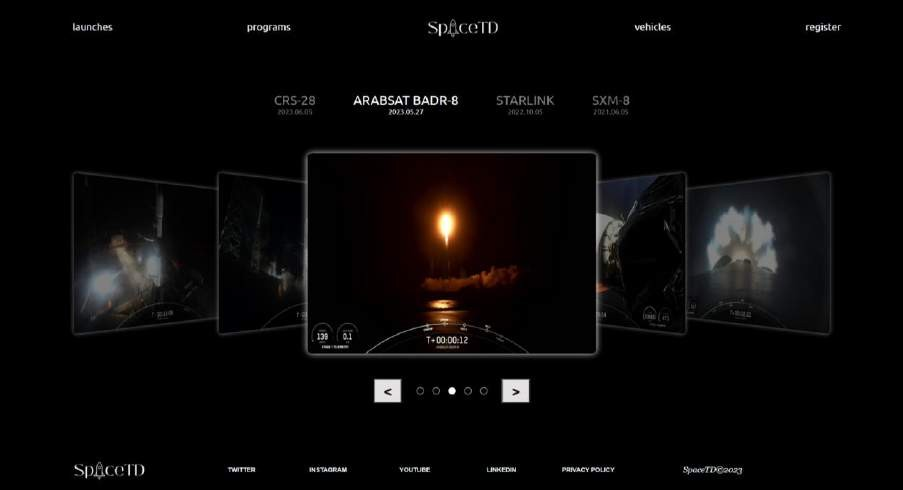 launches
programs
SpaceTD
vehicles
register
CRS-28
2023.06.05
ARABSAT BADR-8
2023.05.27
STARLINK
2022.10.05
SXM-8
2021.06.05
139
0.1
T+00:00:12
<
>
SpaceTD
TWITTER
INSTAGRAM
YOUTUBE
LINKEDIN
PRIVACY POLICY
SpaceTD©2023